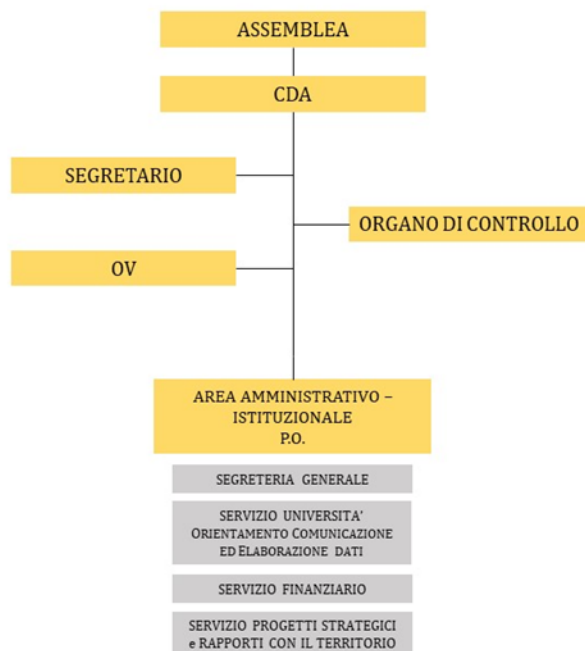 ASSEMBLEA
CDA
SEGRETARIO
ORGANO DI CONTROLLO
OV
AREA AMMINISTRATIVO –
ISTITUZIONALE
P.O.
SEGRETERIA GENERALE
SERVIZIO UNIVERSITA’
ORIENTAMENTO COMUNICAZIONE
ED ELABORAZIONE DATI
SERVIZIO FINANZIARIO
SERVIZIO PROGETTI STRATEGICI
e RAPPORTI CON IL TERRITORIO